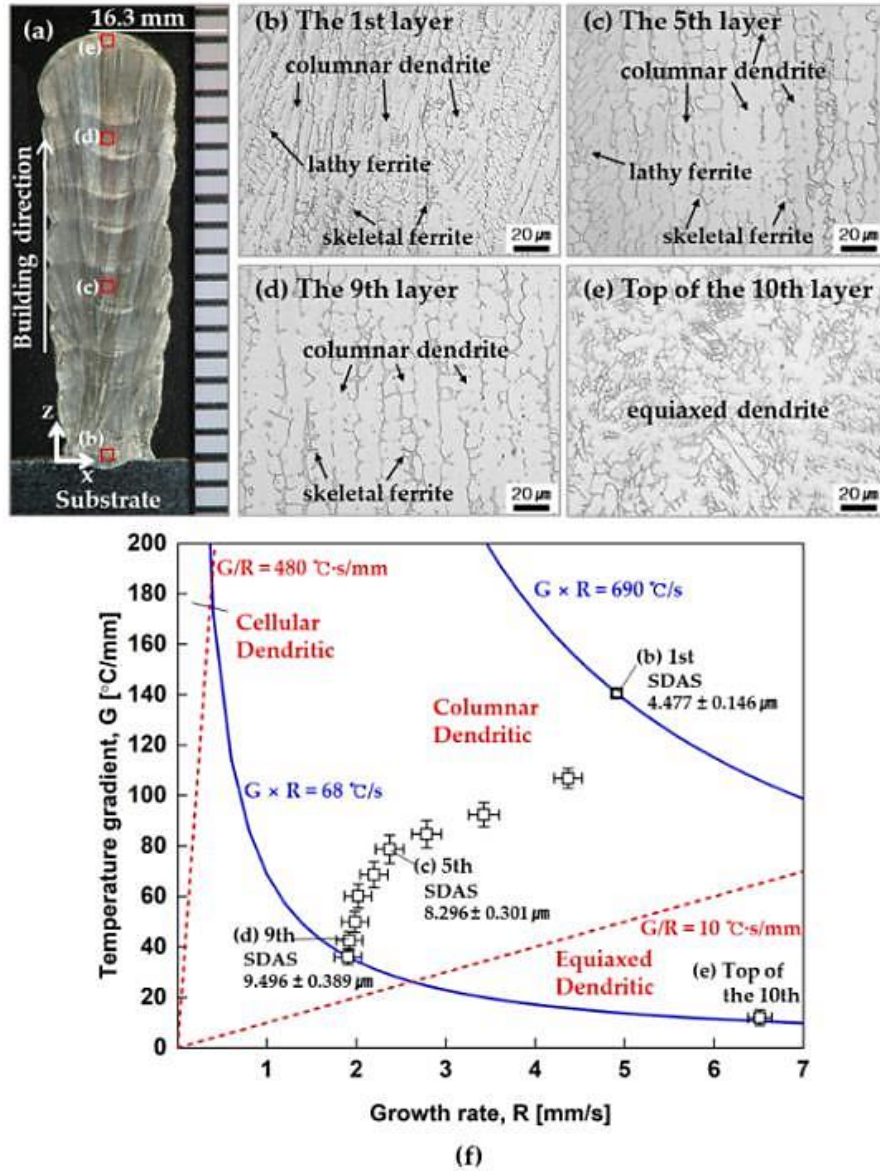 (a)
16.3 mm
(e)
(d)
Building direction
(c)
z
(b)
x
Substrate
(b) The 1st layer
columnar dendrite
lathy ferrite
skeletal ferrite
20 ㎛
(c) The 5th layer
columnar dendrite
lathy ferrite
skeletal ferrite
20 ㎛
(d) The 9th layer
columnar dendrite
skeletal ferrite
20 ㎛
(e) Top of the 10th layer
equiaxed dendrite
20 ㎛
Temperature gradient, G [°C/mm]
200
180
160
140
120
100
80
60
40
20
0
G/R = 480 ℃·s/mm
Cellular
Dendritic
G × R = 690 ℃/s
(b) 1st
SDAS
4.477 ± 0.146 ㎛
Columnar
Dendritic
G × R = 68 ℃/s
(c) 5th
SDAS
8.296 ± 0.301 ㎛
(d) 9th
SDAS
9.496 ± 0.389 ㎛
G/R = 10 ℃·s/mm
Equiaxed
Dendritic
(e) Top of
the 10th
1 2 3 4 5 6 7
Growth rate, R [mm/s]
(f)